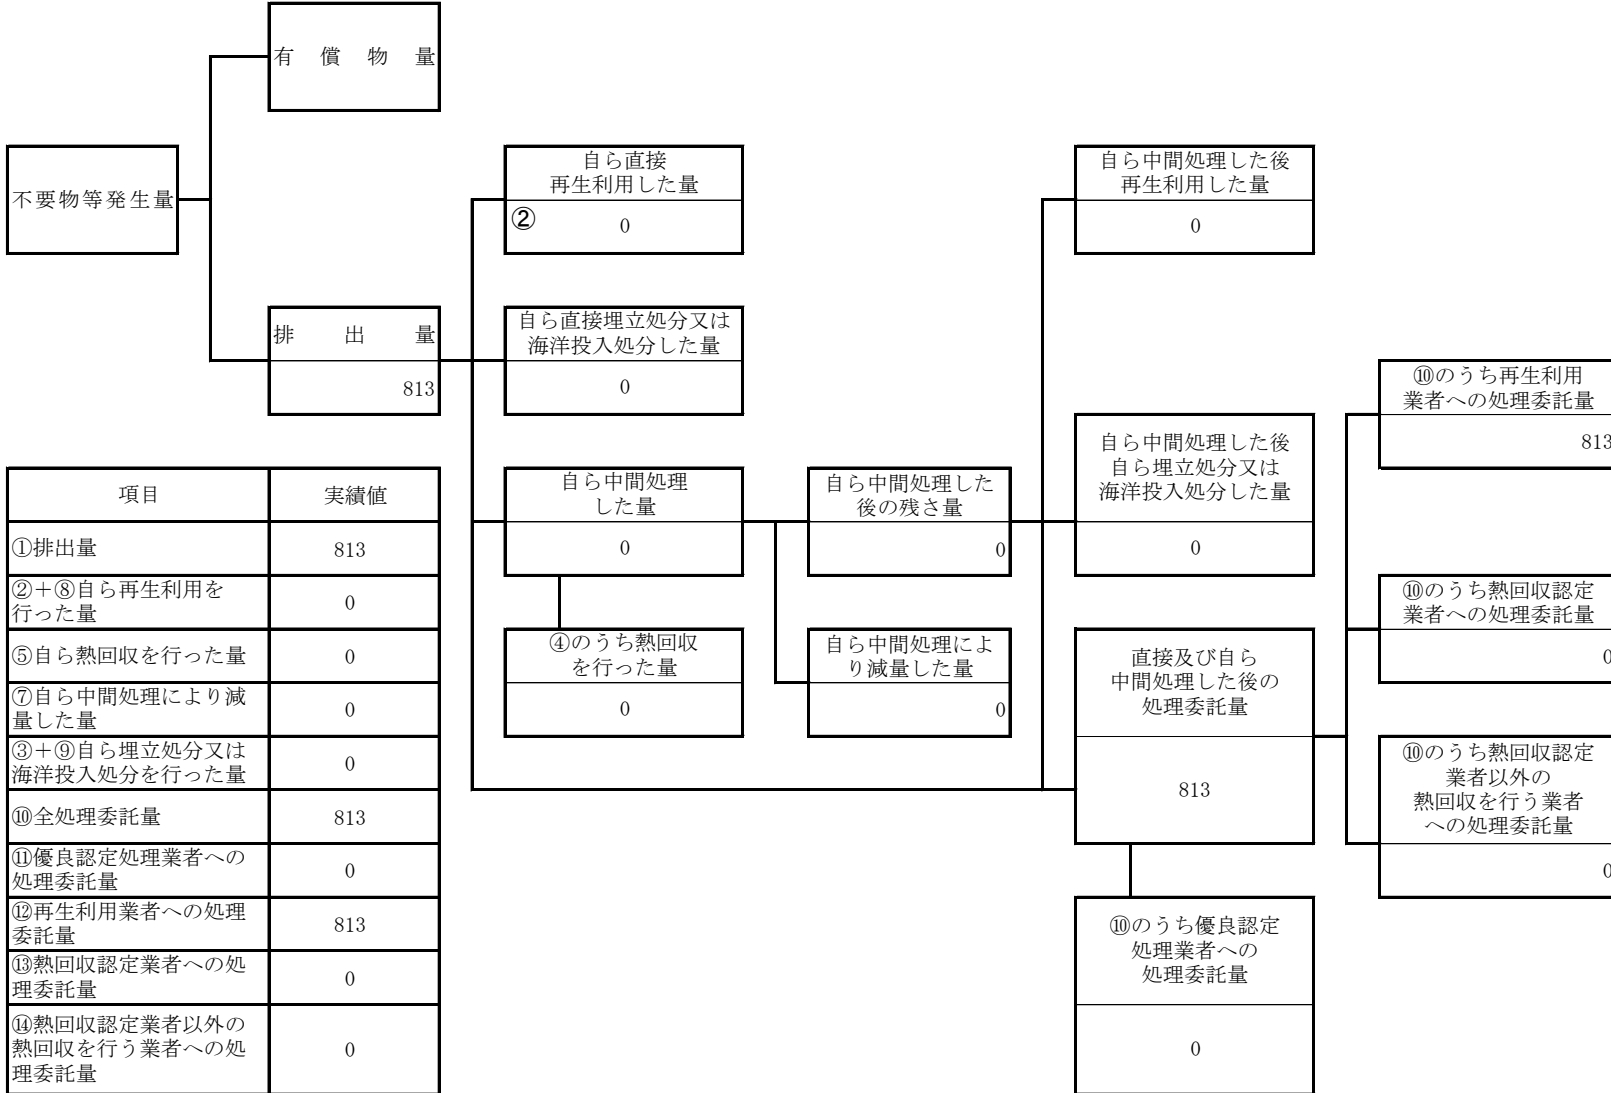 有償物量
不要物等発生量
排出量
813
自ら直接
再生利用した量
②
0
自ら直接埋立処分又は
海洋投入処分した量
0
自ら中間処理
した量
0
④のうち熱回収
を行った量
0
自ら中間処理した
後の残さ量
0
自ら中間処理によ
り減量した量
0
自ら中間処理した後
再生利用した量
0
自ら中間処理した後
自ら埋立処分又は
海洋投入処分した量
0
直接及び自ら
中間処理した後の
処理委託量
813
⑩のうち優良認定
処理業者への
処理委託量
0
⑩のうち再生利用
業者への処理委託量
813
⑩のうち熱回収認定
業者への処理委託量
0
⑩のうち熱回収認定
業者以外の
熱回収を行う業者
への処理委託量
0
項目 実績値
①排出量 813
②＋⑧自ら再生利用を
行った量 0
⑤自ら熱回収を行った量 0
⑦自ら中間処理により減
量した量 0
③＋⑨自ら埋立処分又は
海洋投入処分を行った量 0
⑩全処理委託量 813
⑪優良認定処理業者への
処理委託量 0
⑫再生利用業者への処理
委託量 813
⑬熱回収認定業者への処
理委託量 0
⑭熱回収認定業者以外の
熱回収を行う業者への処
理委託量 0